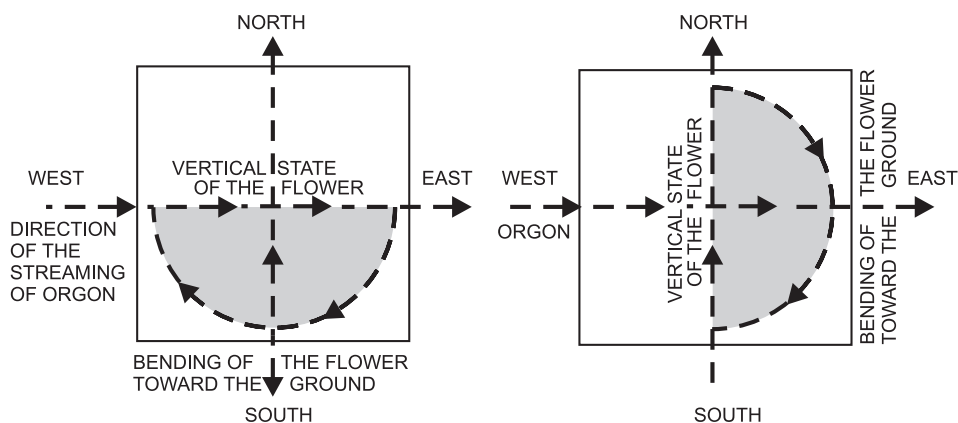 NORTH
VERTICAL STATE
OF THE FLOWER
WEST
EAST
DIRECTION
OF THE
STREAMING
OF ORGON
BENDING OF THE FLOWER
TOWARD THE GROUND
SOUTH
NORTH
VERTICAL STATE
OF THE FLOWER
WEST
ORGON
EAST
BENDING OF THE FLOWER
TOWARD THE GROUND
SOUTH